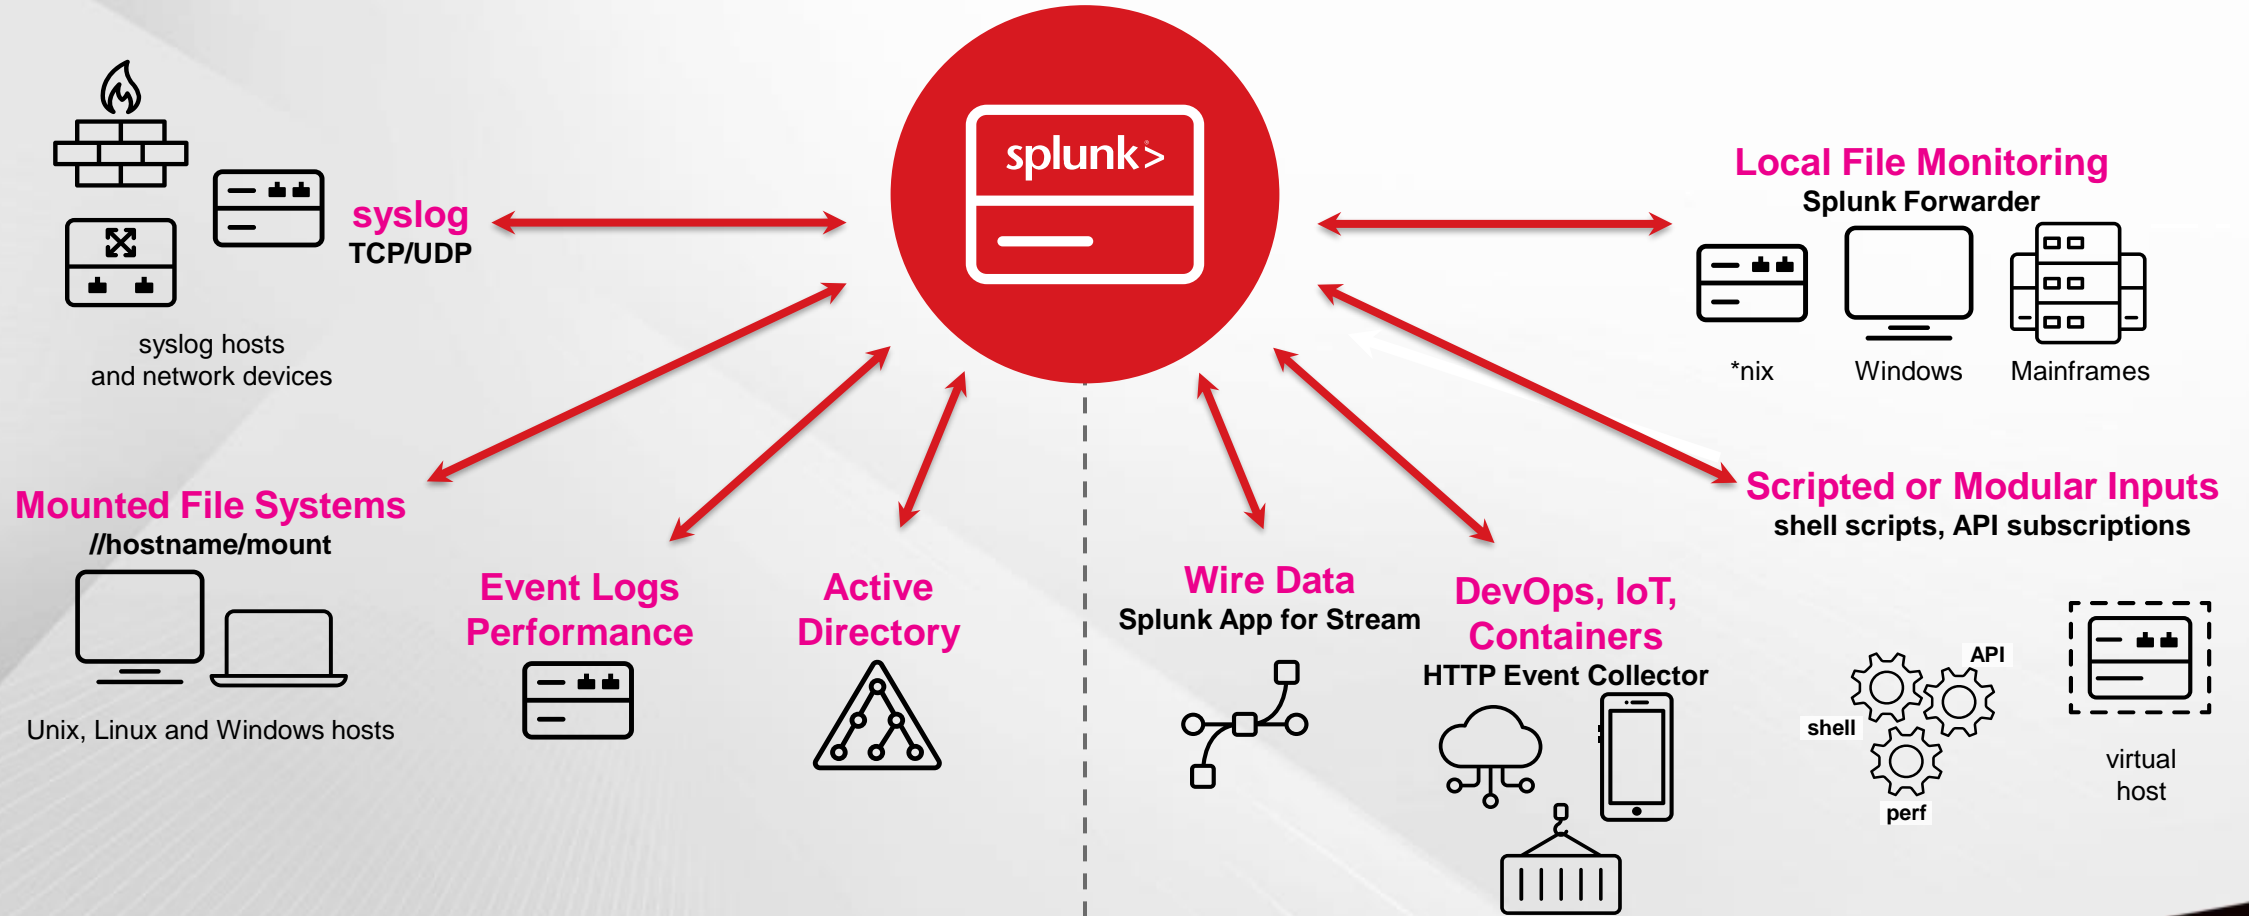 splunk>
syslog
TCP/UDP
syslog hosts
and network devices
Mounted File Systems
//hostname/mount
Unix, Linux and Windows hosts
Event Logs
Performance
Active
Directory
Wire Data
Splunk App for Stream
DevOps, IoT,
Containers
HTTP Event Collector
Local File Monitoring
Splunk Forwarder
*nix
Windows
Mainframes
Scripted or Modular Inputs
shell scripts, API subscriptions
API
shell
perf
virtual
host